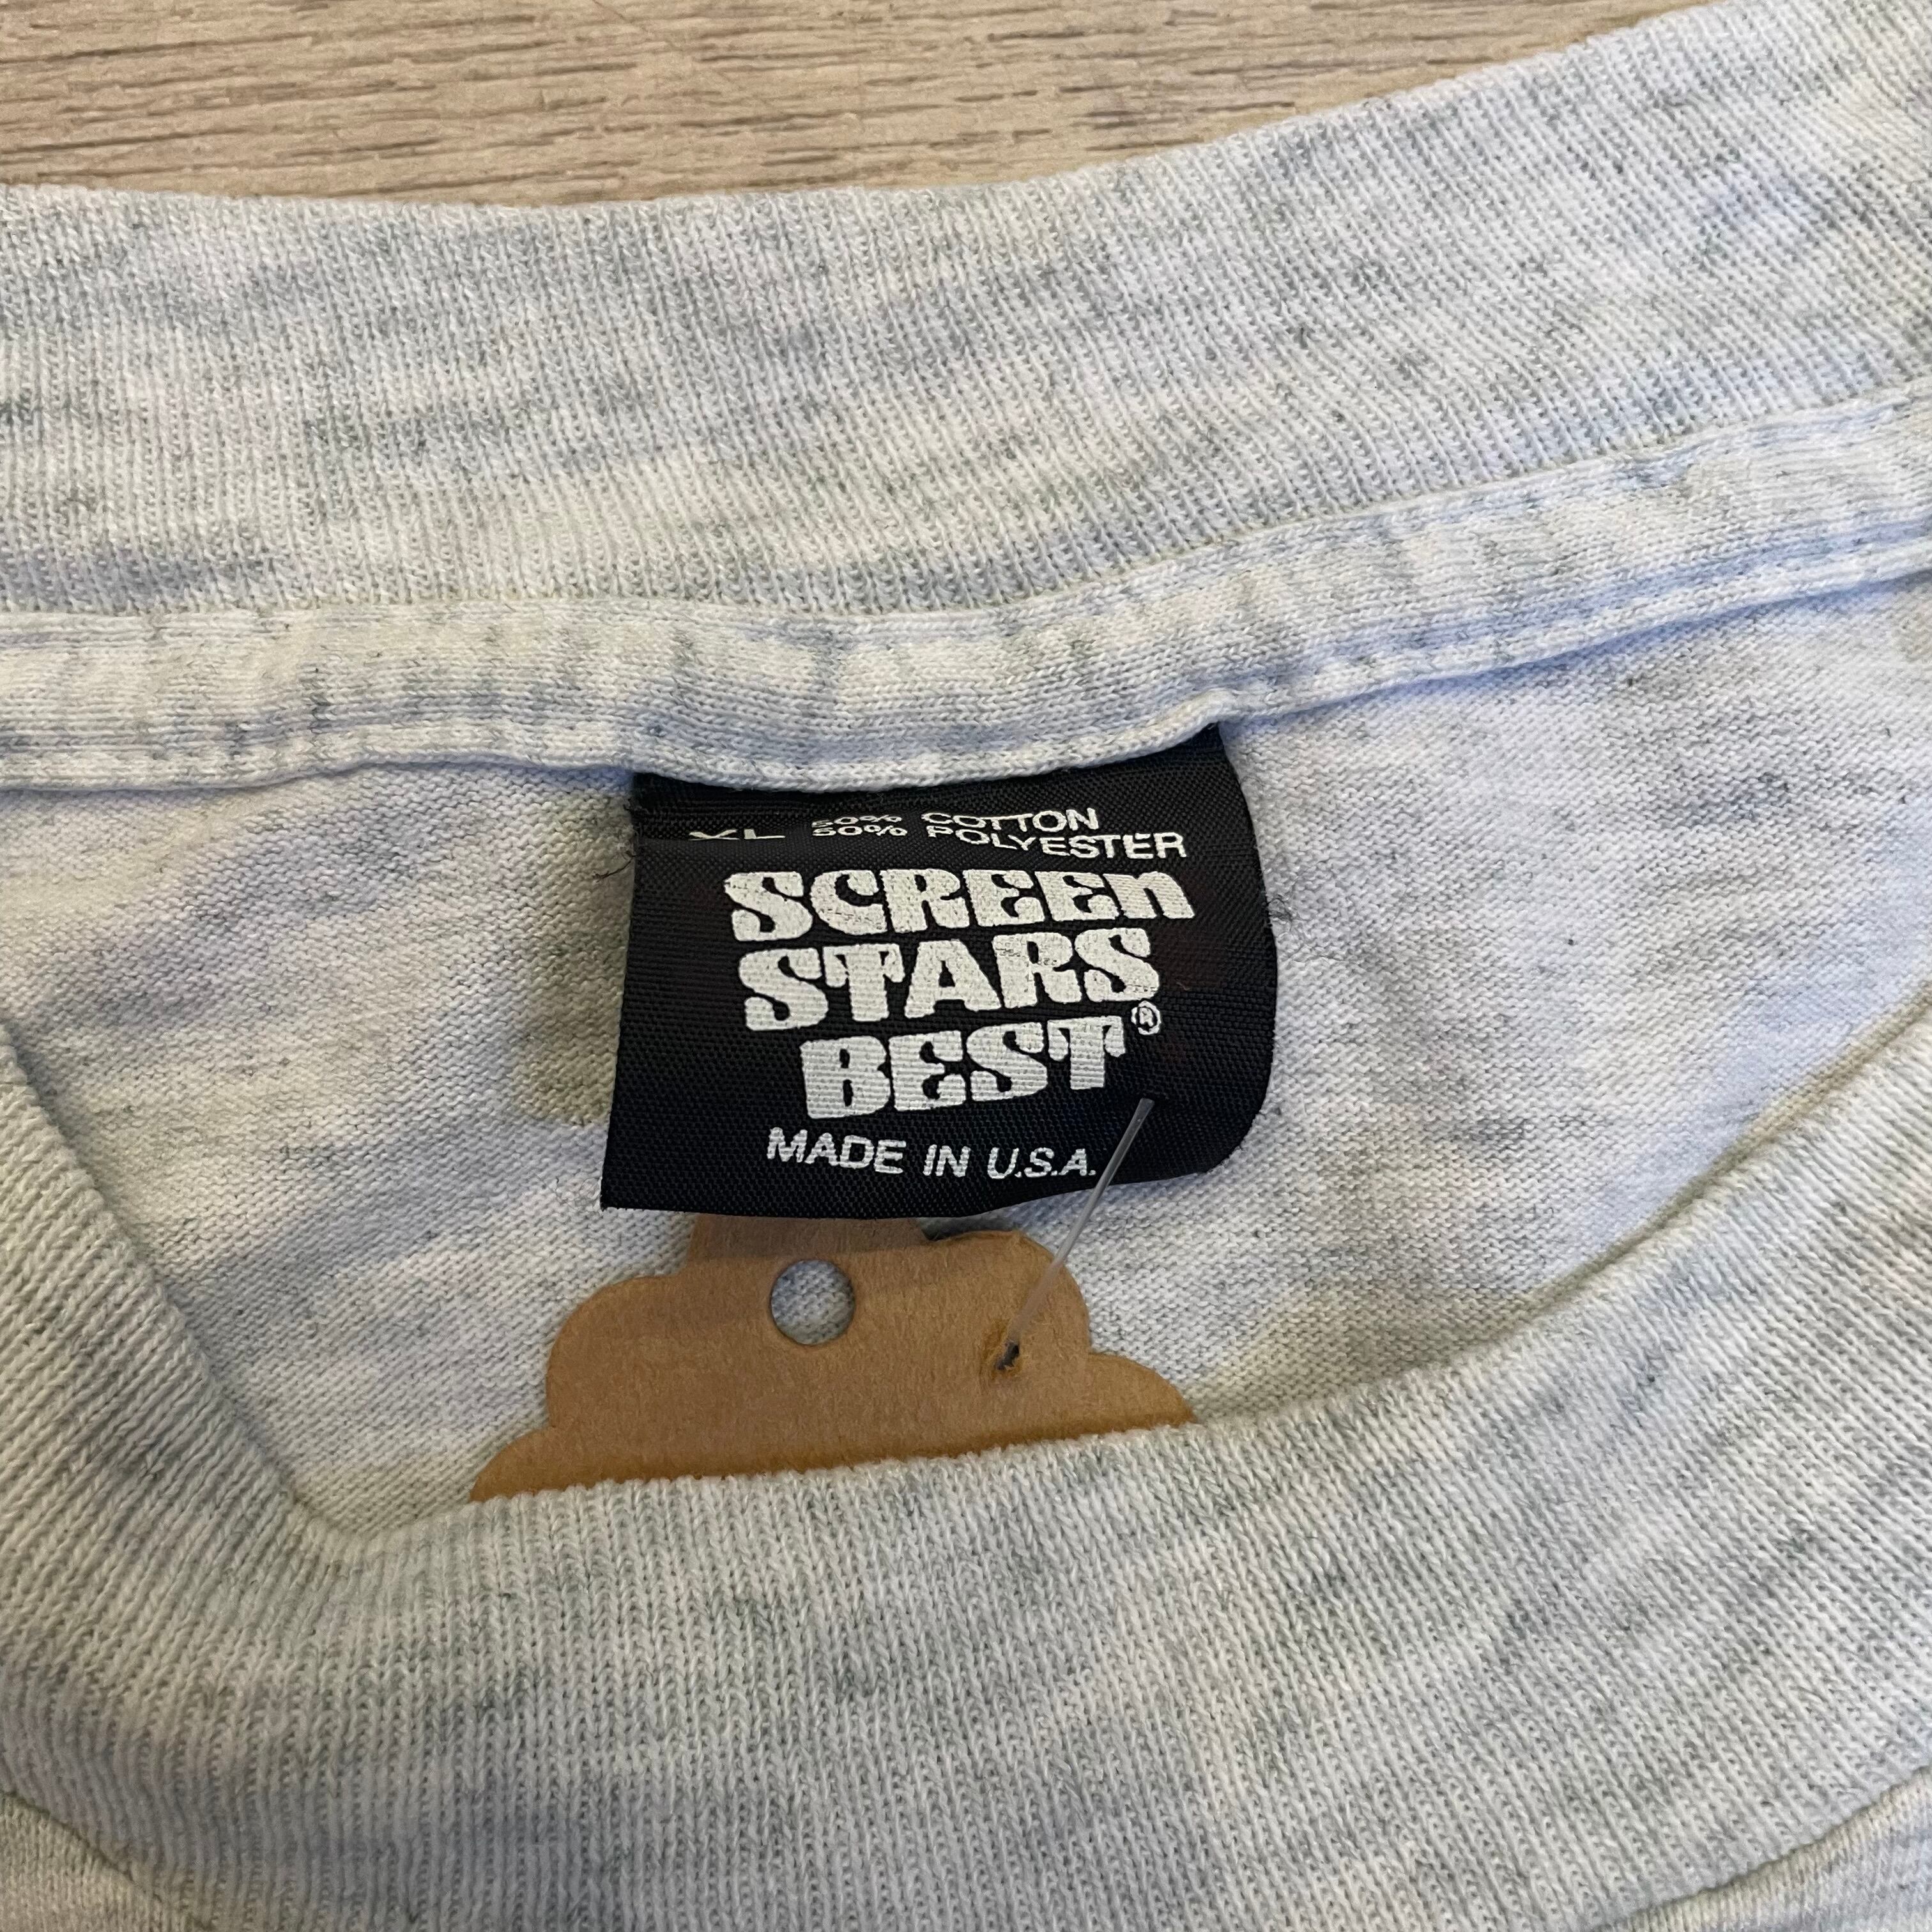 XL 50% COTTON
50% POLYESTER
SCREEn
STARS
BEST®
MADE IN U.S.A.